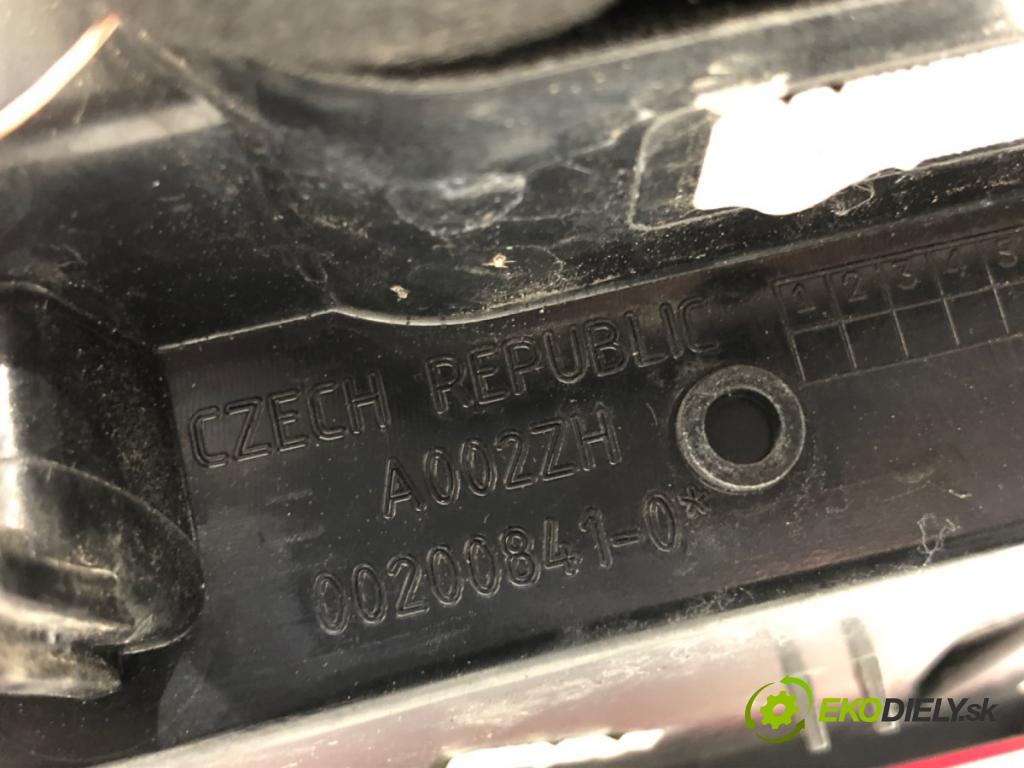 1 2 3 4 5
CZECH REPUBLIC
A002ZH
00200841-0*
EKODIELY.sk